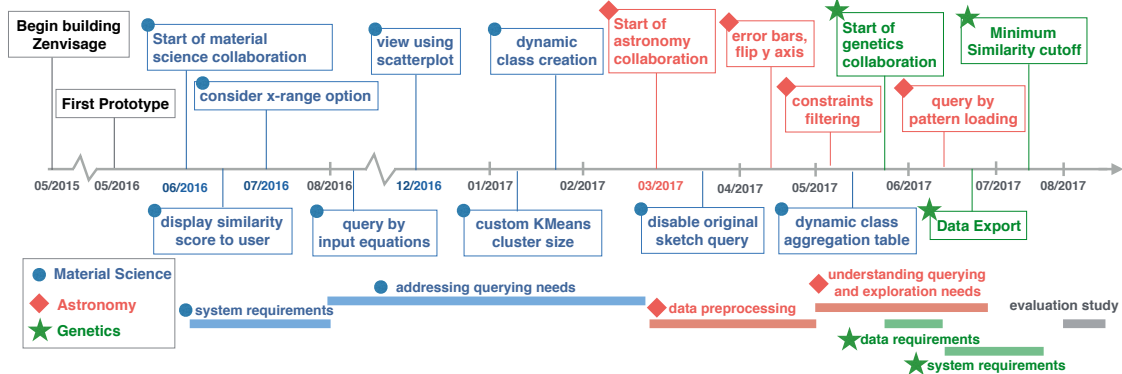 Begin building
Zenvisage
First Prototype
Start of material
science collaboration
consider x-range option
view using
scatterplot
dynamic
class creation
Start of
astronomy
collaboration
error bars,
flip y axis
constraints
filtering
Start of
genetics
collaboration
query by
pattern loading
Minimum
Similarity cutoff
05/2015
05/2016
06/2016
07/2016
08/2016
12/2016
01/2017
02/2017
03/2017
04/2017
05/2017
06/2017
07/2017
08/2017
display similarity
score to user
query by
input equations
custom KMeans
cluster size
disable original
sketch query
dynamic class
aggregation table
Data Export
Material Science
Astronomy
Genetics
system requirements
addressing querying needs
data preprocessing
understanding querying
and exploration needs
data requirements
system requirements
evaluation study